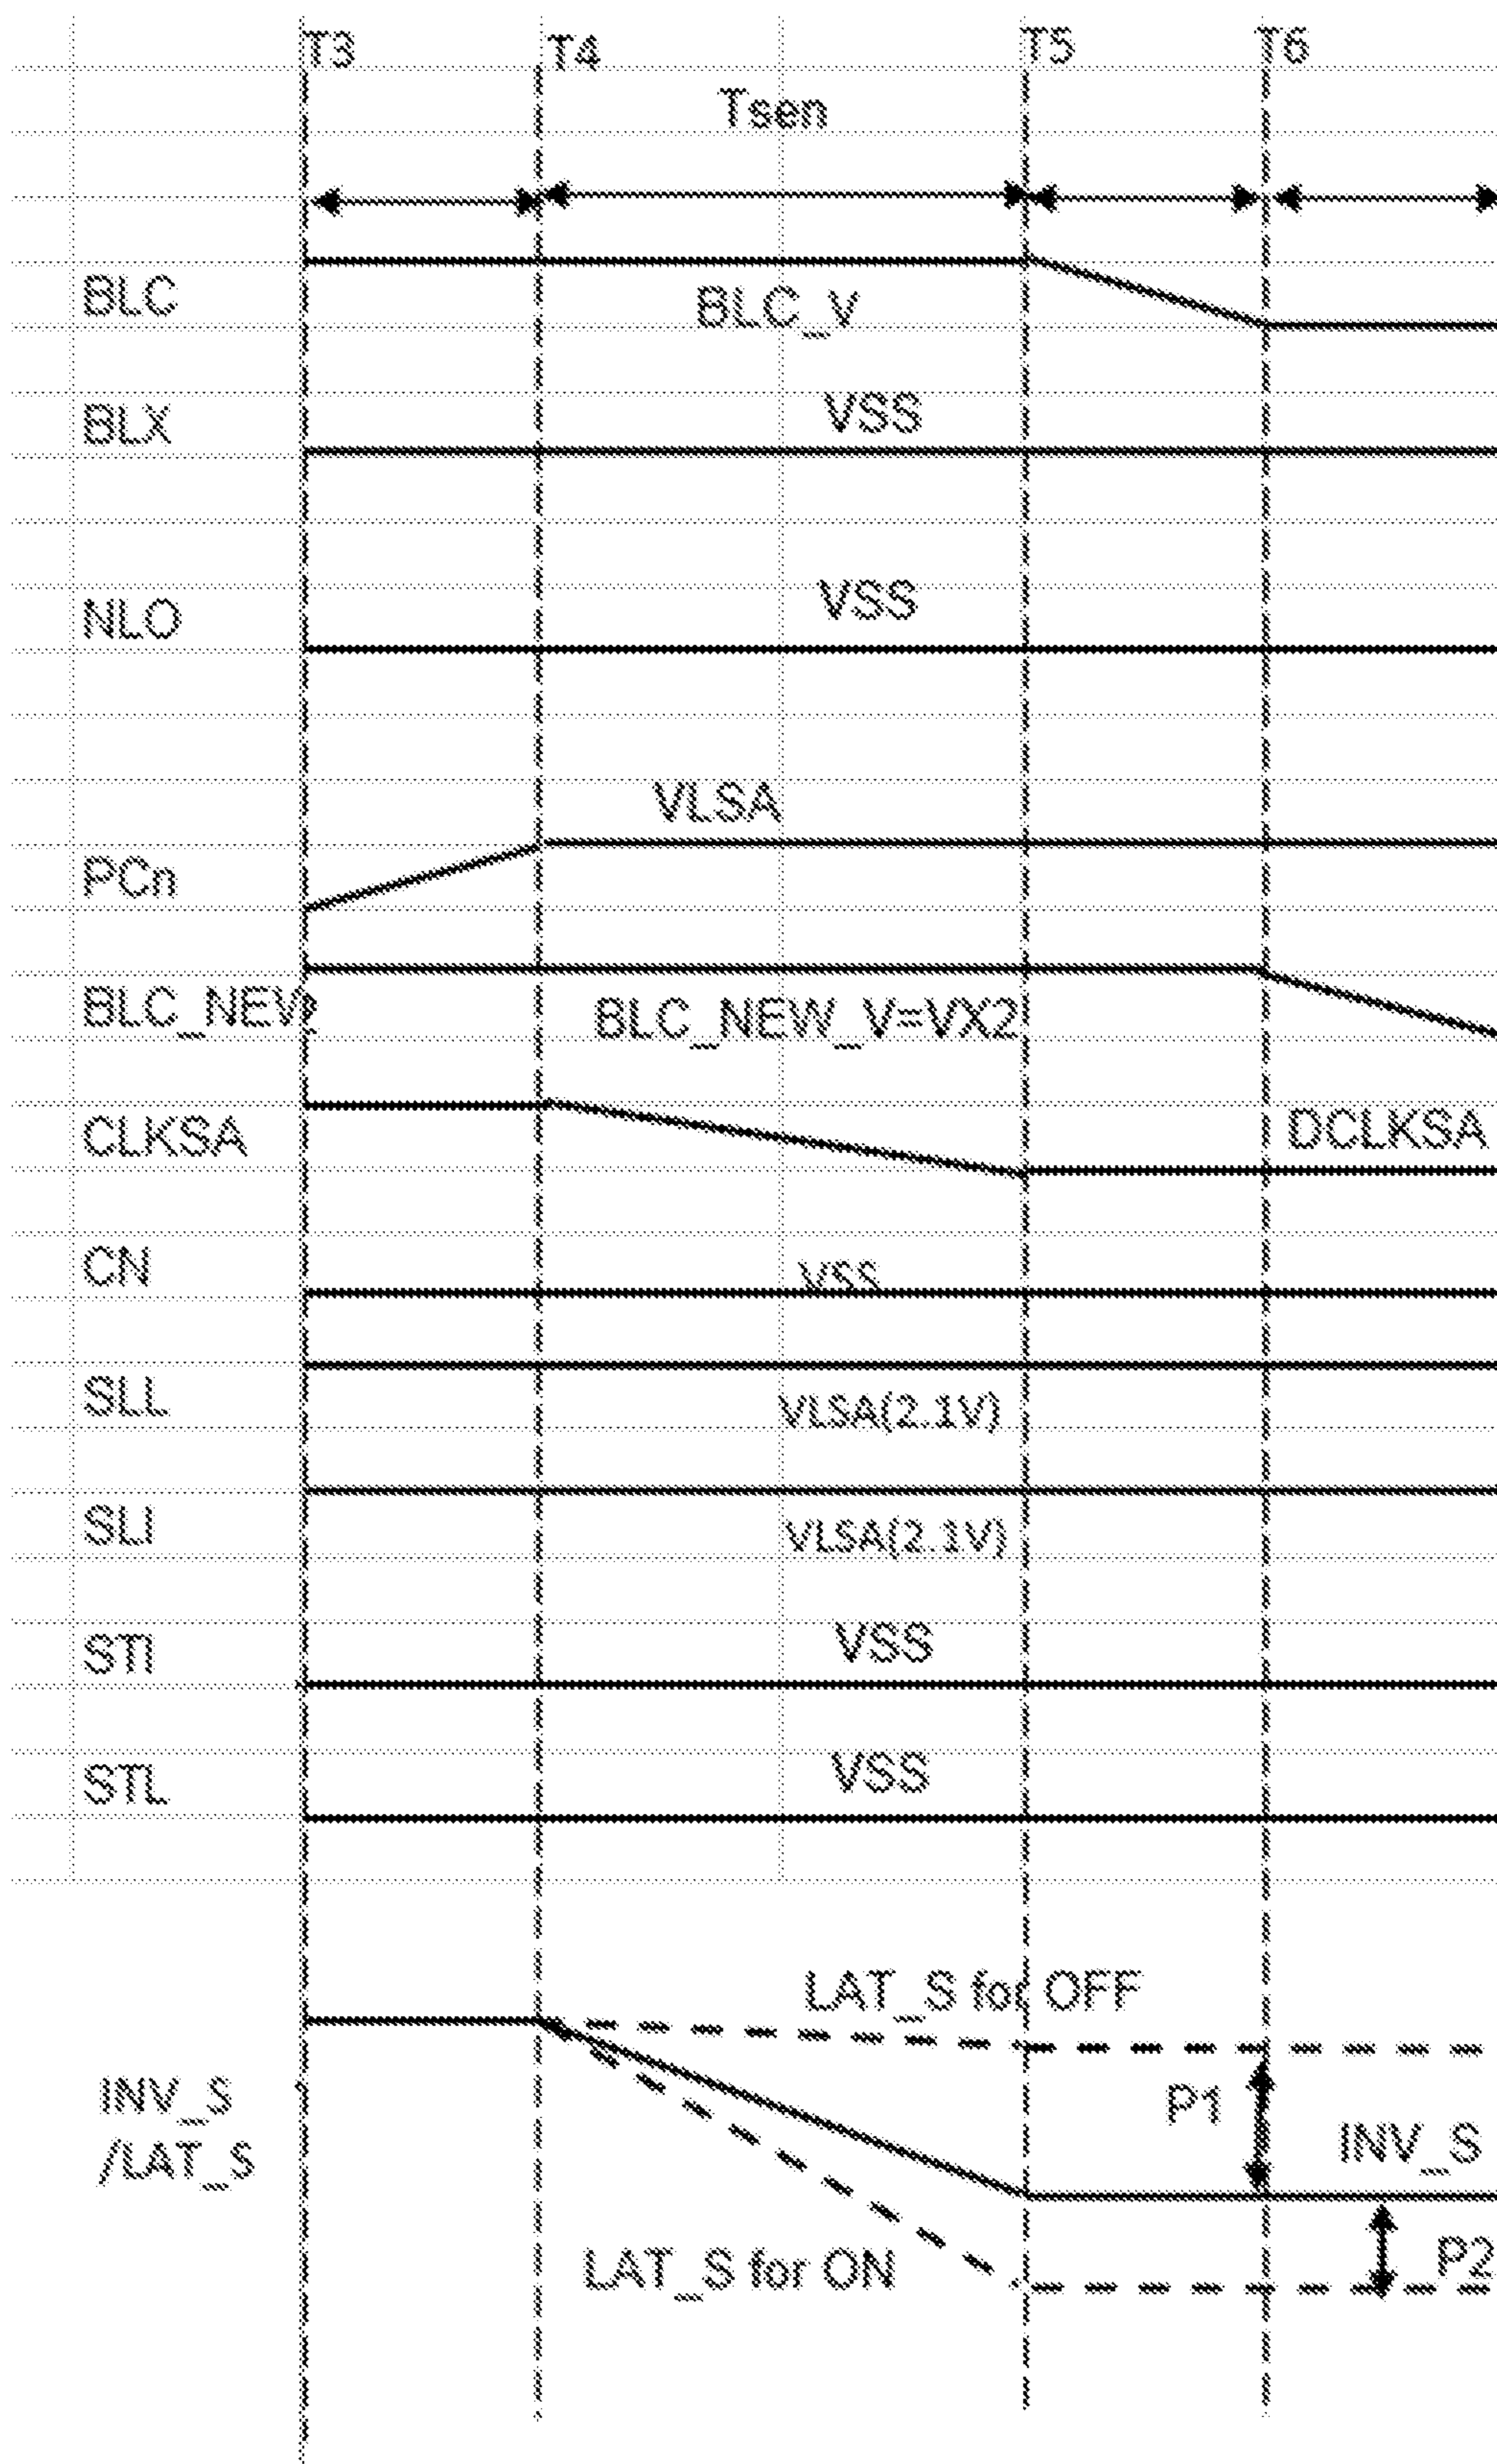 T3 T4 T5 T6
Tsen
BLC
BLC_V
BLX
VSS
NLO
VSS
VLSA
PCn
BLC_NEW
BLC_NEW_V=VX2
CLKSA
DCLKSA
CN
VSS
SLL
VLSA(2.1V)
SLI
VLSA(2.1V)
STI
VSS
STL
VSS
LAT_S for OFF
INV_S
/LAT_S
P1
INV_S
LAT_S for ON
P2